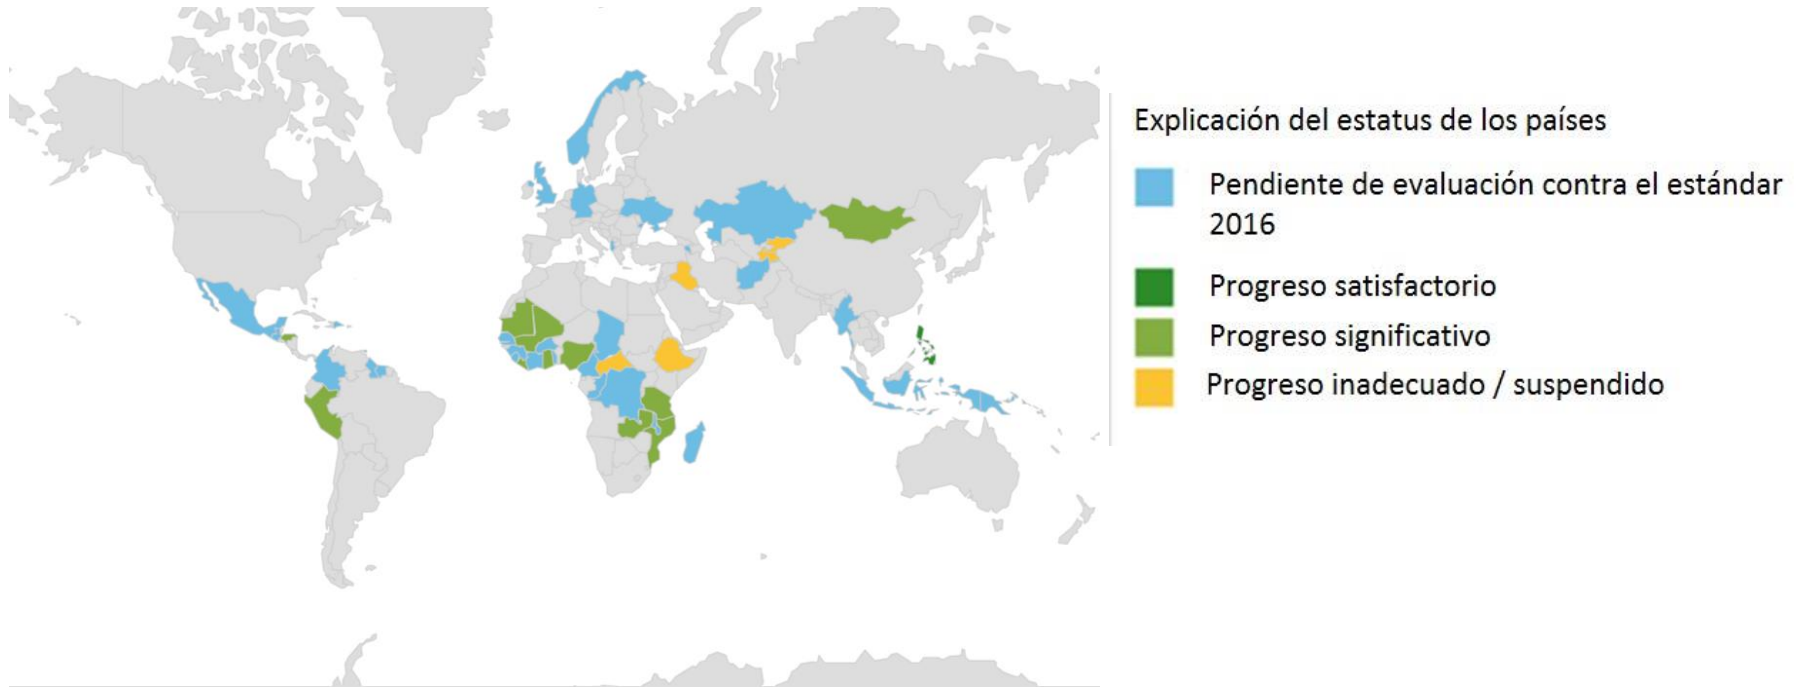 Explicación del estatus de los países
Pendiente de evaluación contra el estándar
2016
Progreso satisfactorio
Progreso significativo
Progreso inadecuado / suspendido